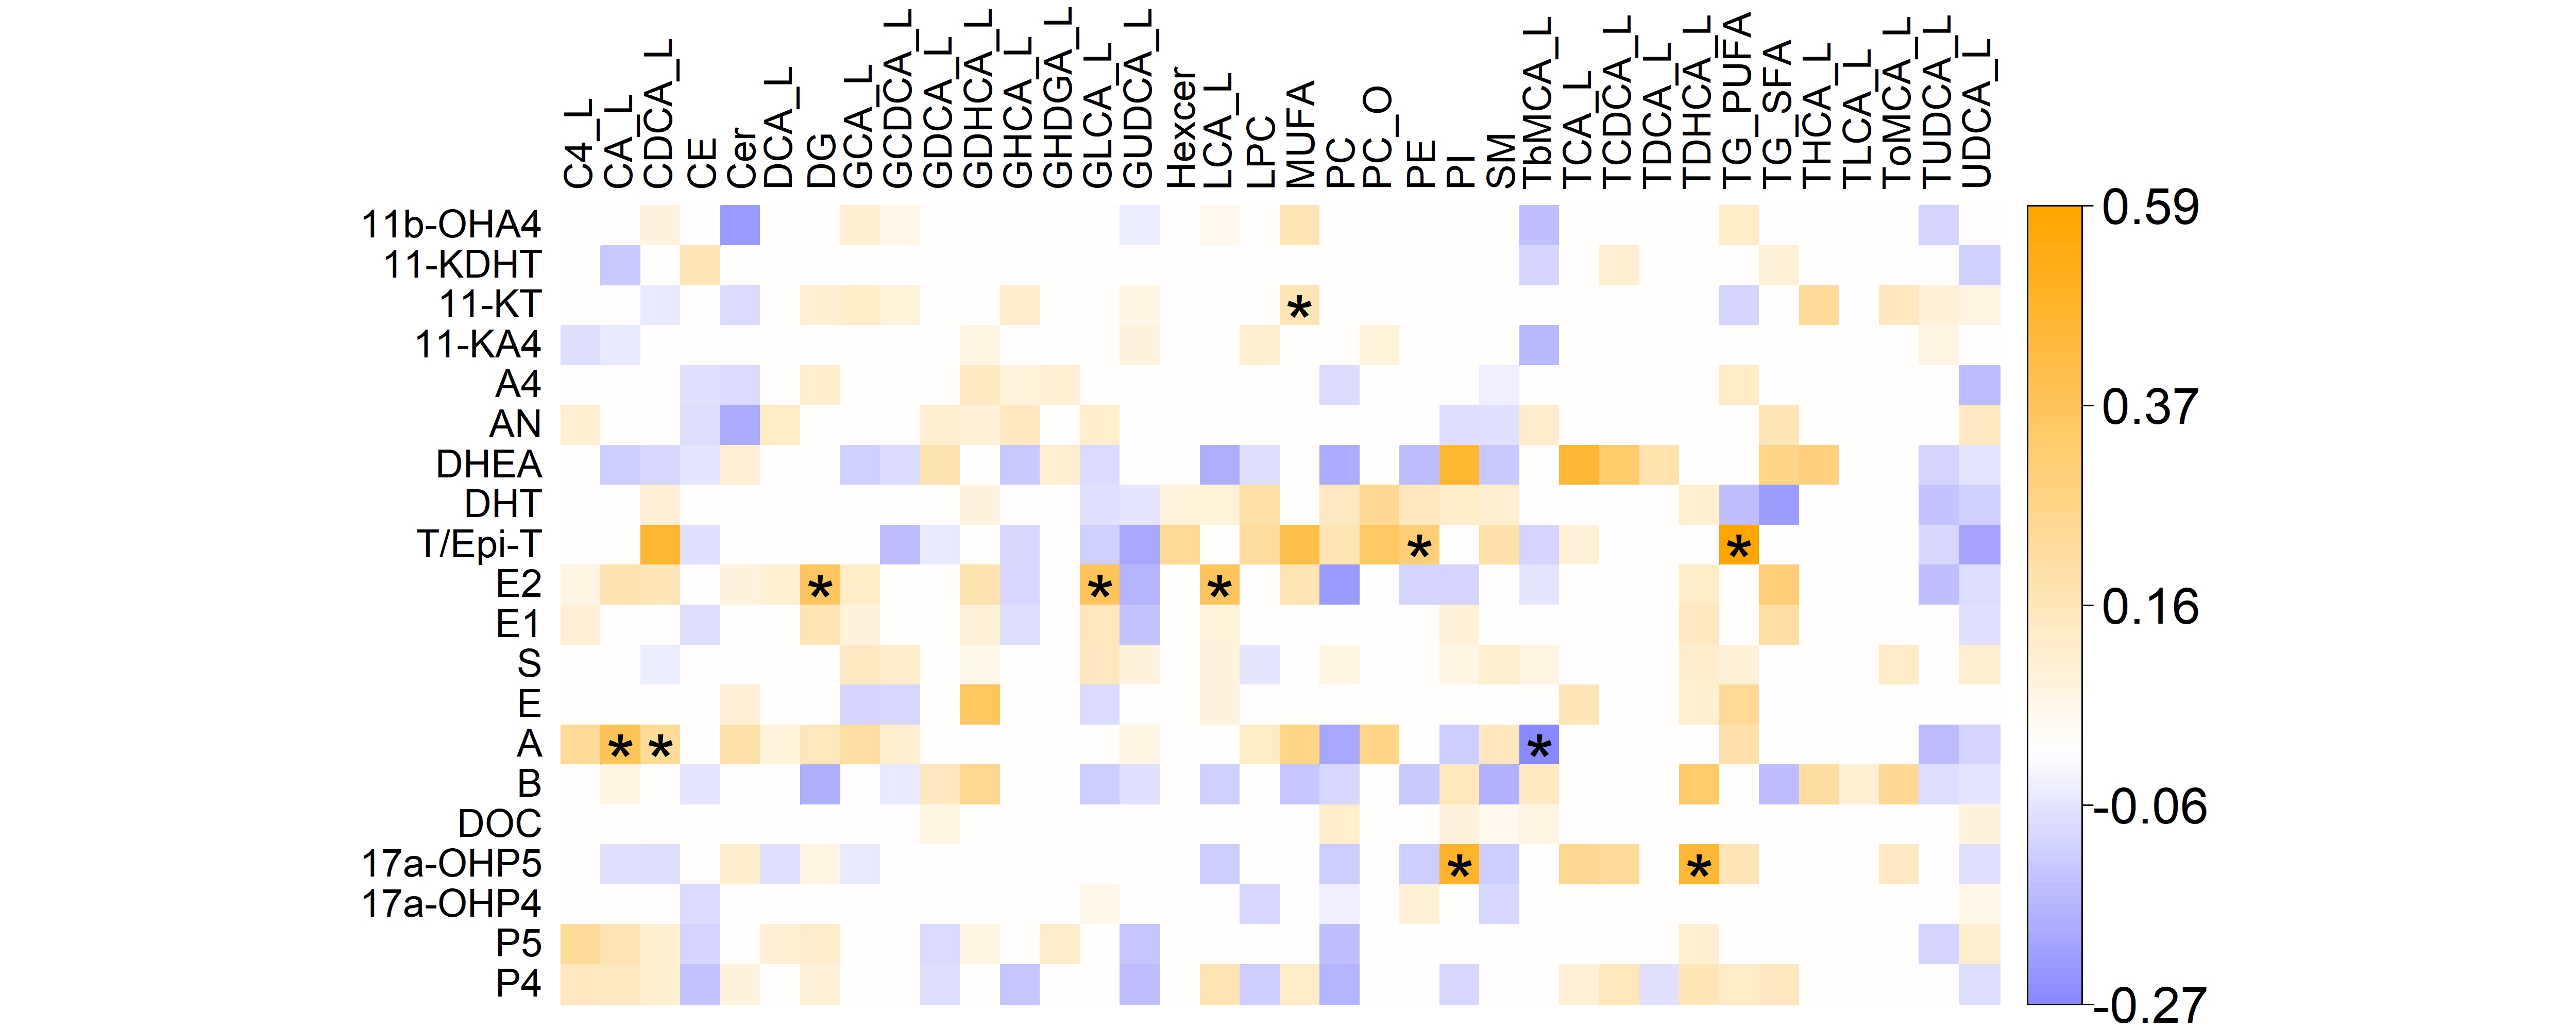 C4_L
CA_L
CDCA_L
CE
Cer
DCA_L
DG
GCA_L
GCDCA_L
GDCA_L
GDHCA_L
GHCA_L
GHDGA_L
GLCA_L
GUDCA_L
Hexcer
LCA_L
LPC
MUFA
PC
PC_O
PE
PI
SM
TbMCA_L
TCA_L
TCDCA_L
TDCA_L
TDHCA_L
TG_PUFA
TG_SFA
THCA_L
TLCA_L
ToMCA_L
TUDCA_L
UDCA_L
11b-OHA4
11-KDHT
11-KT
*
11-KA4
A4
AN
DHEA
DHT
T/Epi-T
* *
E2
* * *
E1
S
E
A
* * *
B
DOC
17a-OHP5
* *
17a-OHP4
P5
P4
0.59
0.37
0.16
-0.06
-0.27